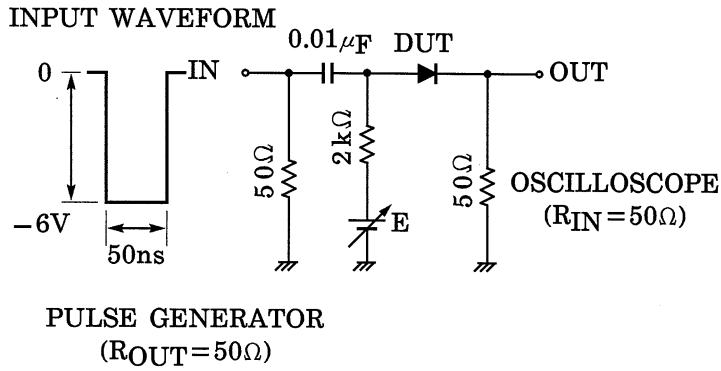 INPUT WAVEFORM
0.01μF DUT
0
IN
OUT
50Ω
2kΩ
50Ω
E
OSCILLOSCOPE
(RIN=50Ω)
−6V
50ns
PULSE GENERATOR
(ROUT=50Ω)